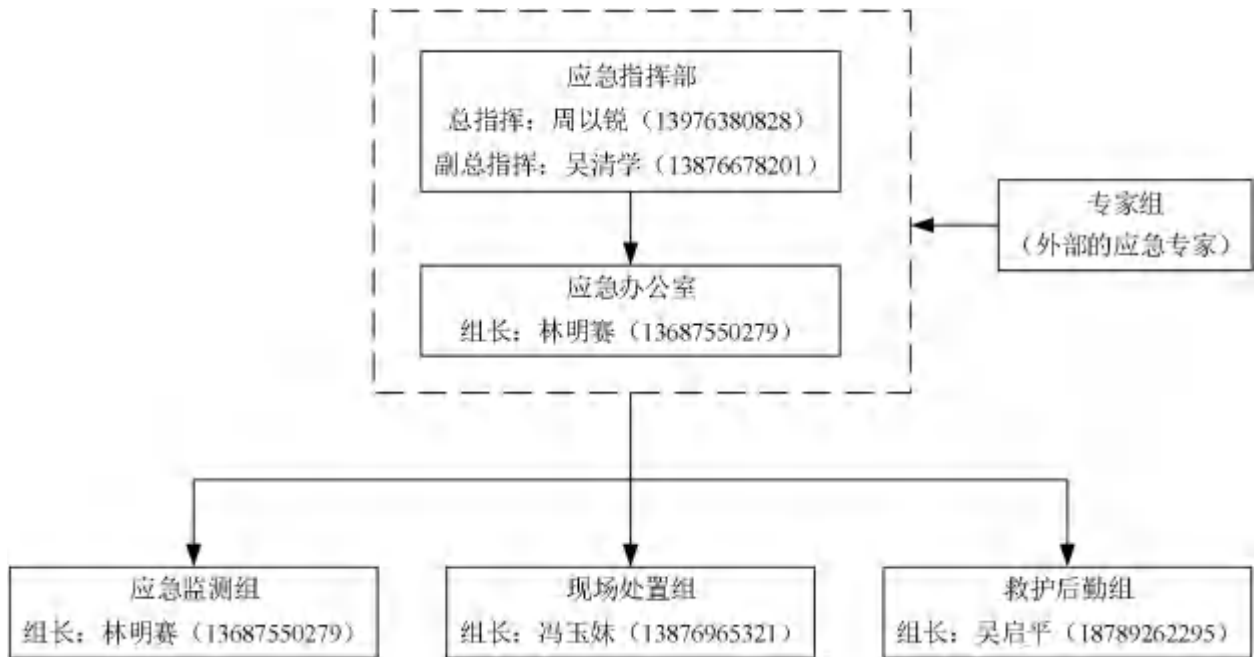 应急指挥部
总指挥：周以锐（13976380828）
副总指挥：吴清学（13876678201）
专家组
（外部的应急专家）
应急办公室
组长：林明赛（13687550279）
应急监测组
组长：林明赛（13687550279）
现场处置组
组长：冯玉妹（13876965321）
救护后勤组
组长：吴启平（18789262295）